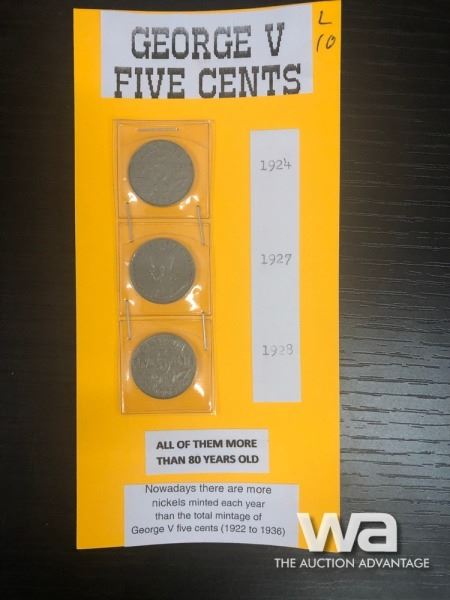 GEORGE V
FIVE CENTS
L
10
1924
1927
1928
ALL OF THEM MORE
THAN 80 YEARS OLD
Nowadays there are more
nickels minted each year
than the total mintage of
George V five cents (1922 to 1936)
wa
THE AUCTION ADVANTAGE